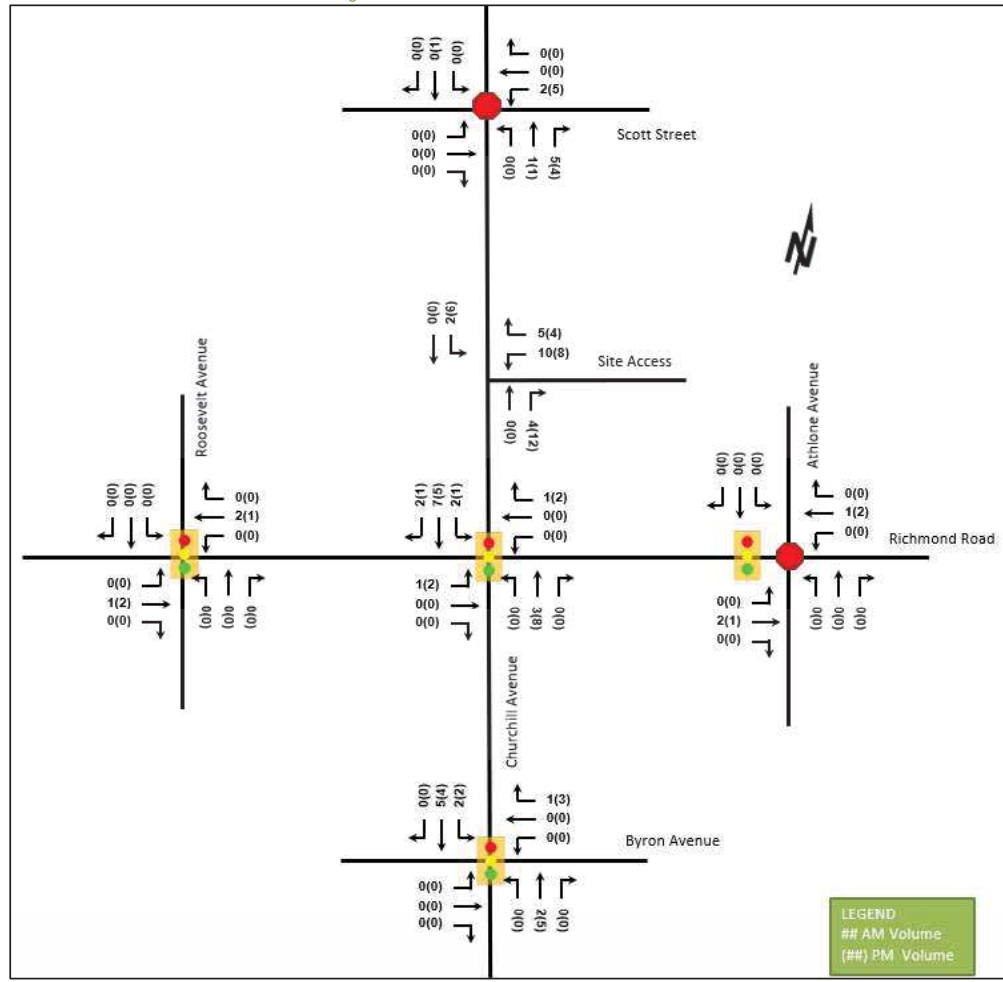 0(0) 0(1) 0(0)
0(0)
0(0)
2(5)
Scott Street
0(0)
0(0)
0(0)
0(0) 1(1) 5(4)
N
0(0) 2(6)
5(4)
10(8)
Site Access
0(0) 4(12)
Roosevelt Avenue
Athlone Avenue
0(0) 0(0) 0(0)
0(0)
2(1)
0(0)
0(0)
1(2)
0(0)
0(0) 0(0) 0(0)
2(1) 7(5) 2(1)
1(2)
0(0)
0(0)
1(2)
0(0)
0(0)
0(0) 3(8) 0(0)
0(0) 0(0) 0(0)
0(0)
1(2)
0(0)
Richmond Road
0(0)
2(1)
0(0)
0(0) 0(0) 0(0)
Churchill Avenue
0(0) 5(4) 2(2)
1(3)
0(0)
0(0)
Byron Avenue
0(0)
0(0)
0(0)
0(0) 2(5) 0(0)
LEGEND
## AM Volume
(##) PM Volume